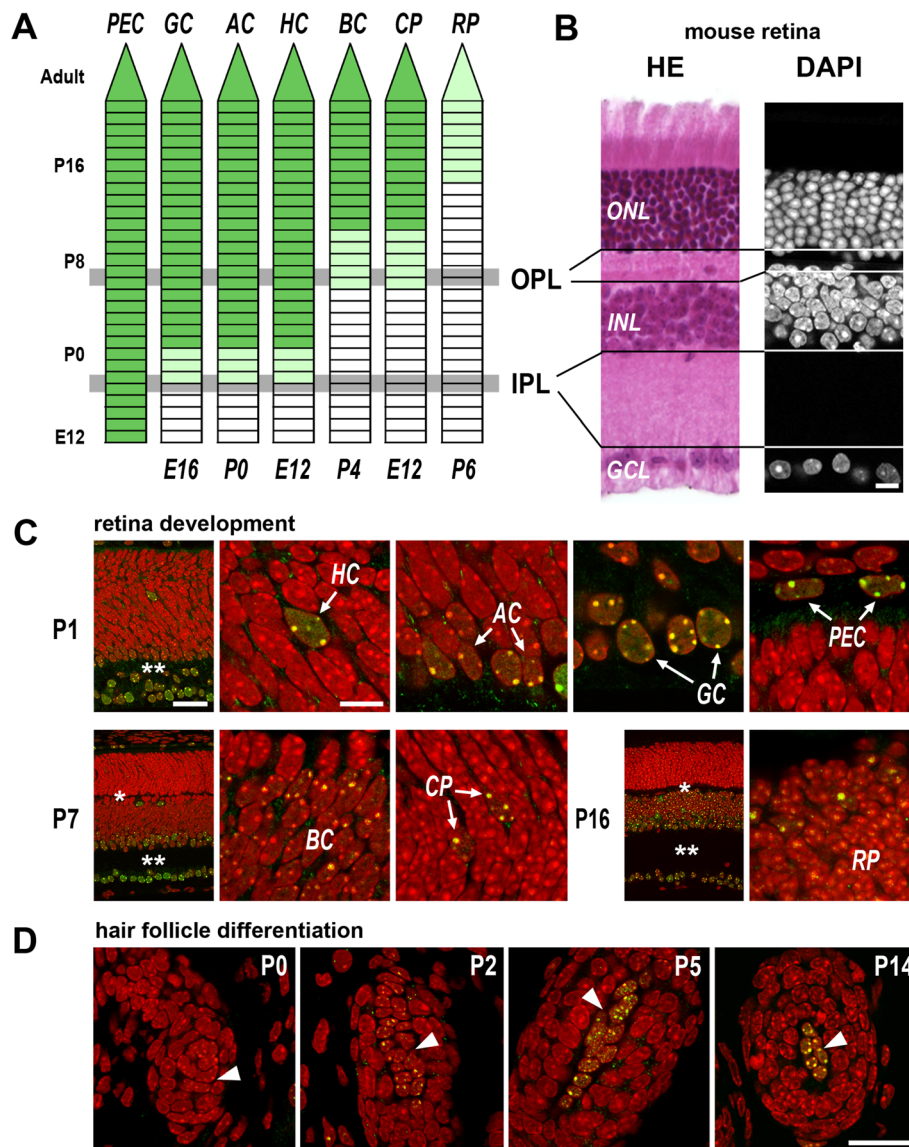 A
PEC GC AC HC BC CP RP
Adult
P16
P8
P0
E12
E16 P0 E12 P4 E12 P6
OPL
IPL
B
mouse retina
HE DAPI
ONL
INL
GCL
C
retina development
P1
HC
AC
GC
PEC
**
P7
*
**
BC
CP
P16
*
**
RP
D
hair follicle differentiation
P0 P2 P5 P14